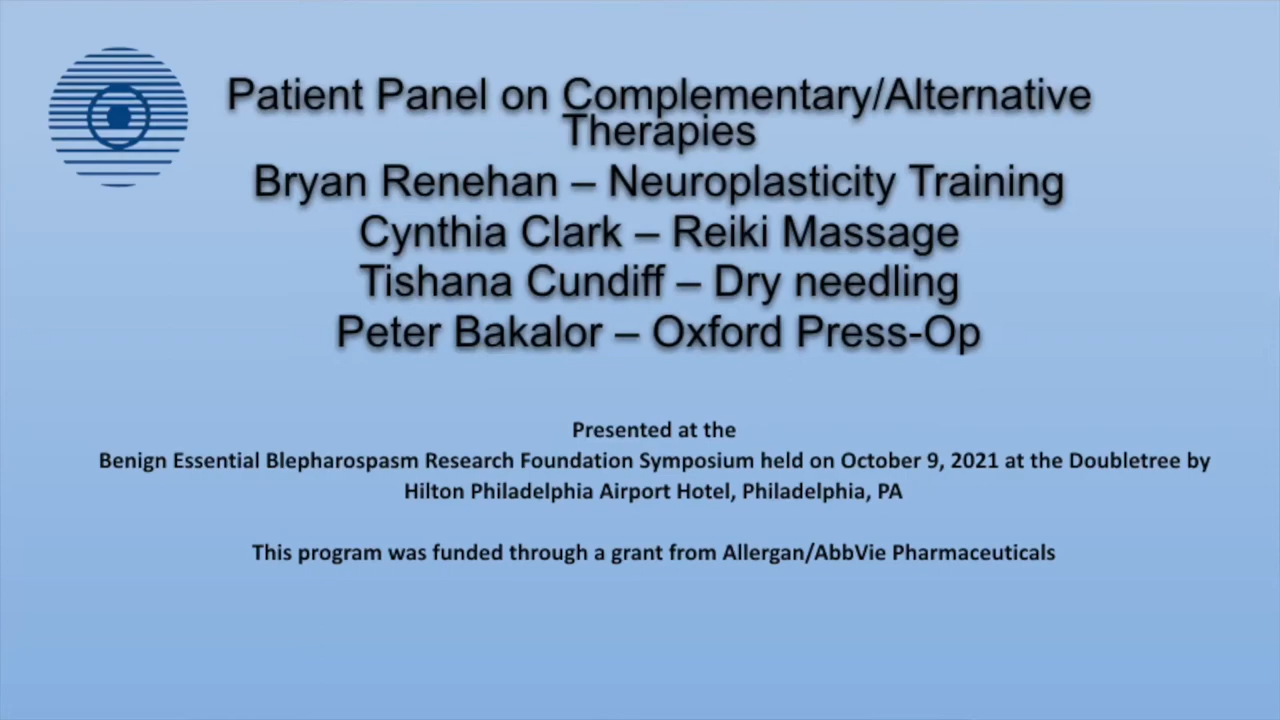 Patient Panel on Complementary/Alternative
Therapies
Bryan Renehan – Neuroplasticity Training
Cynthia Clark – Reiki Massage
Tishana Cundiff – Dry needling
Peter Bakalor – Oxford Press-Op
Presented at the
Benign Essential Blepharospasm Research Foundation Symposium held on October 9, 2021 at the Doubletree by
Hilton Philadelphia Airport Hotel, Philadelphia, PA
This program was funded through a grant from Allergan/AbbVie Pharmaceuticals